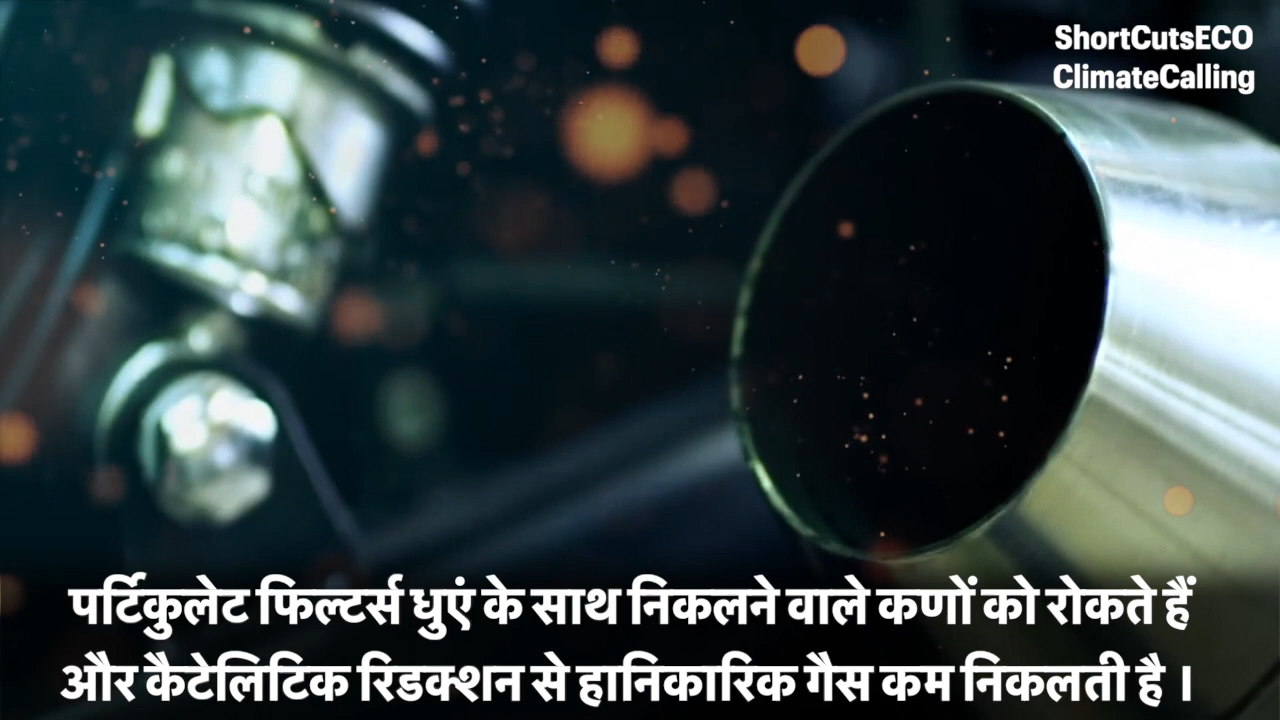 ShortCutsECO
ClimateCalling
पर्टिकुलेट फिल्टर्स धुएं के साथ निकलने वाले कणों को रोकते हैं
और कैटेलिटिक रिडक्शन से हानिकारिक गैस कम निकलती है ।